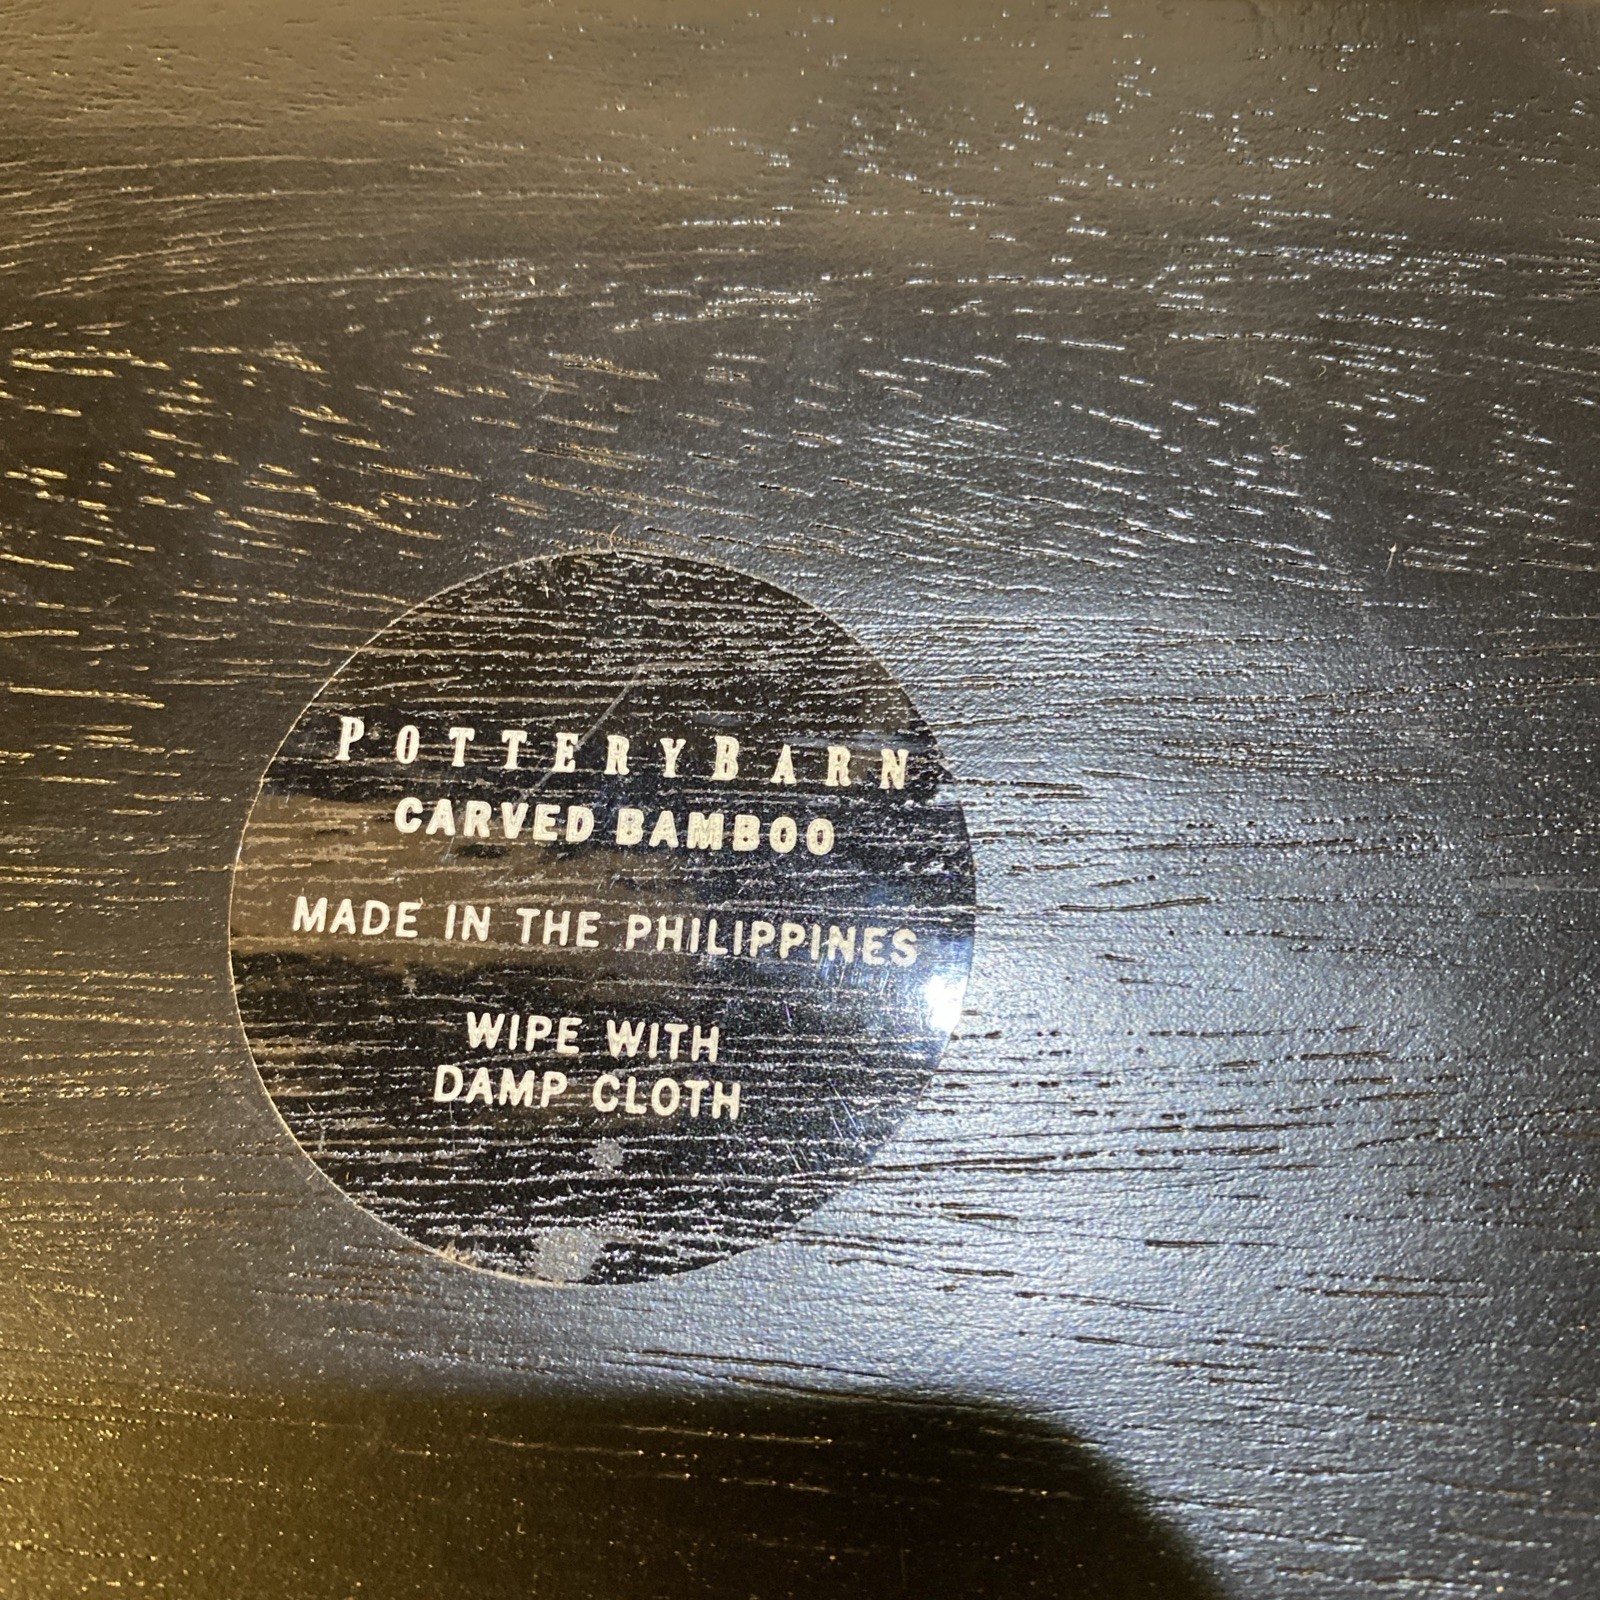 POTTERYBARN
CARVED BAMBOO
MADE IN THE PHILIPPINES
WIPE WITH
DAMP CLOTH